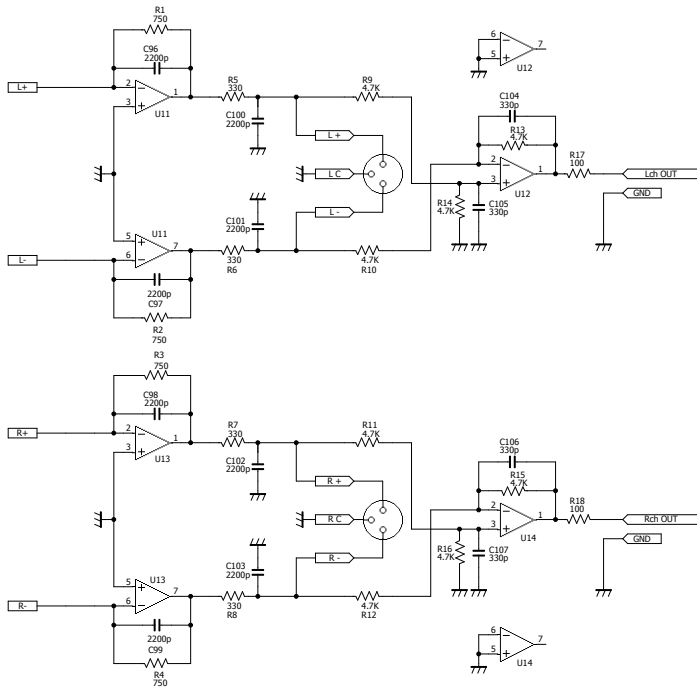 R1
750
C96
2200p
L+
2
3
1
U11
R5
330
C100
2200p
R9
4.7K
L +
L C
L -
C101
2200p
330
R6
4.7K
R10
5
6
7
U11
L-
2200p
C97
R2
750
6
5
7
U12
C104
330p
R13
4.7K
2
3
1
U12
R14
4.7K
C105
330p
R17
100
Lch OUT
GND
R3
750
C98
2200p
R+
2
3
1
U13
R7
330
C102
2200p
R11
4.7K
R +
R C
R -
C103
2200p
330
R8
4.7K
R12
U13
5
6
7
R-
2200p
C99
R4
750
C106
330p
R15
4.7K
2
3
1
U14
R16
4.7K
C107
330p
R18
100
Rch OUT
GND
6
5
7
U14